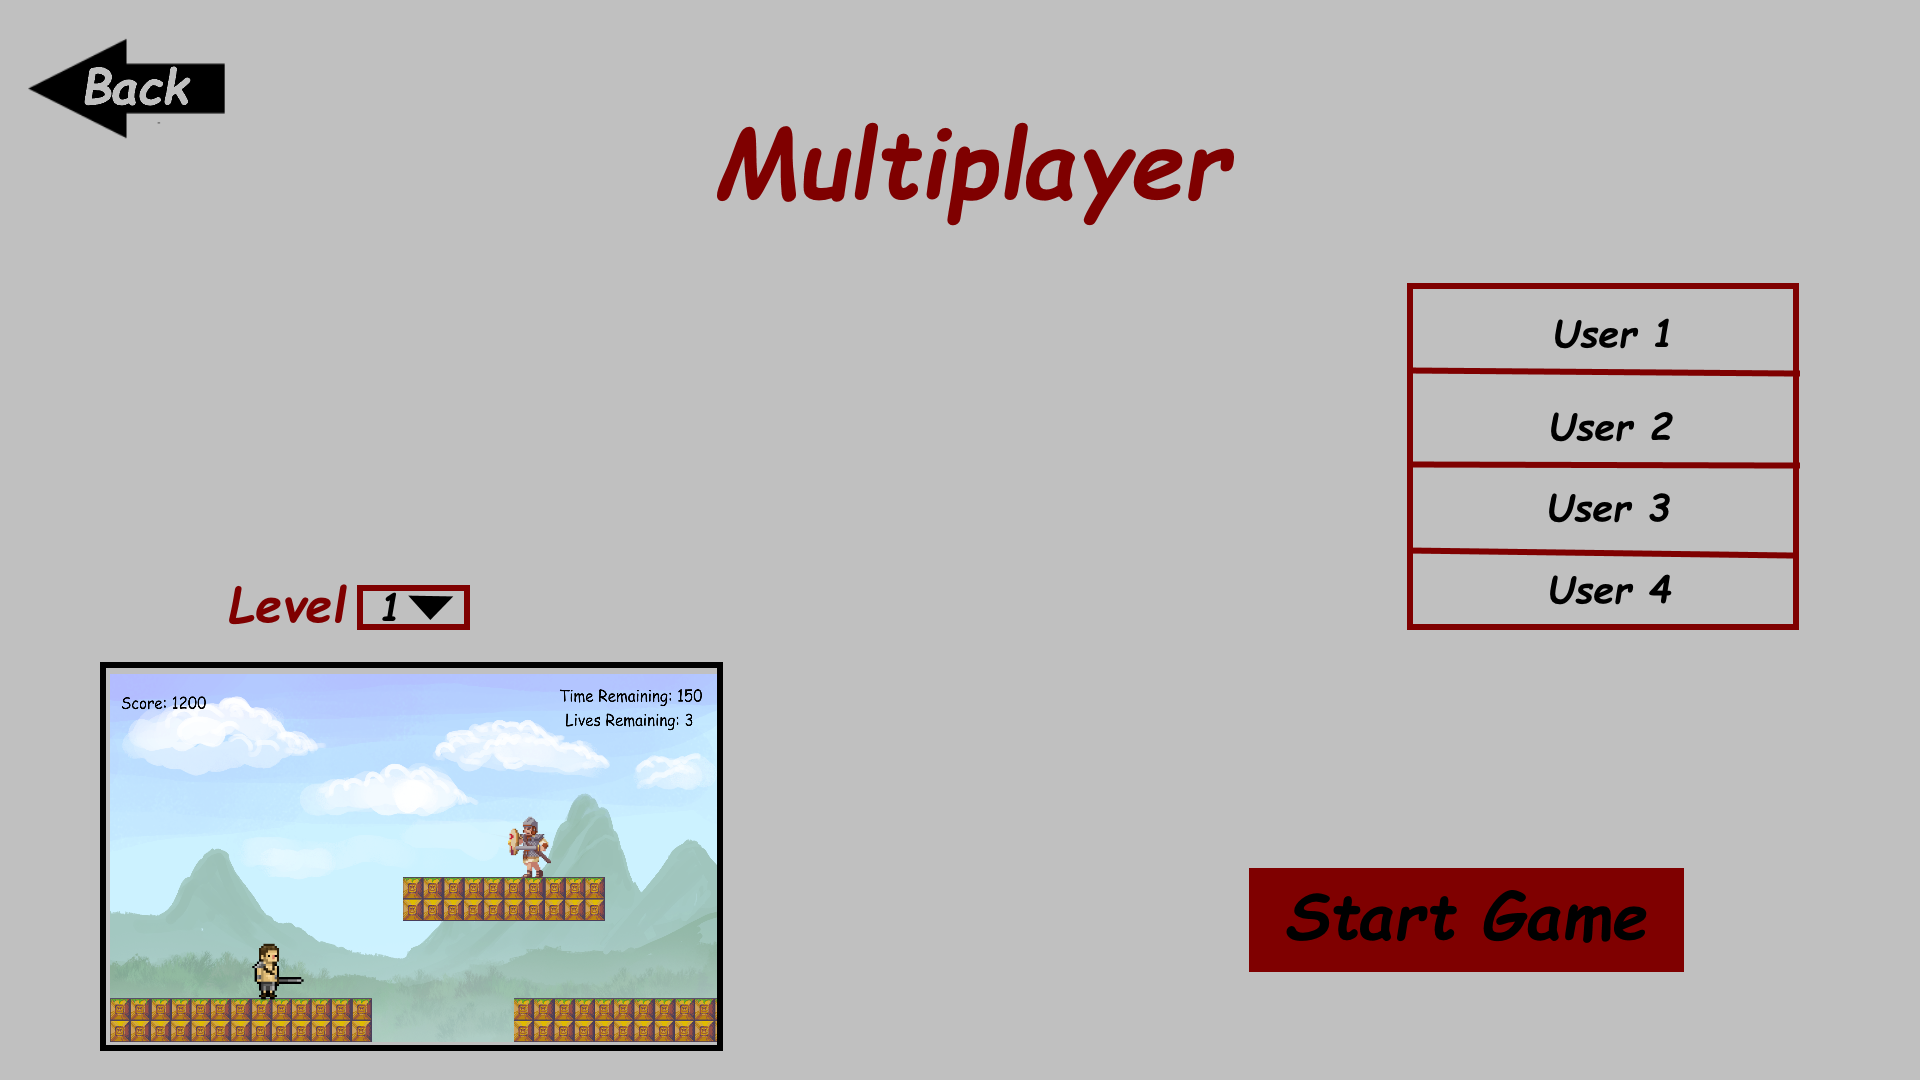 Back
Multiplayer
User 1
User 2
User 3
User 4
Level 1
Score: 1200
Time Remaining: 150
Lives Remaining: 3
Start Game